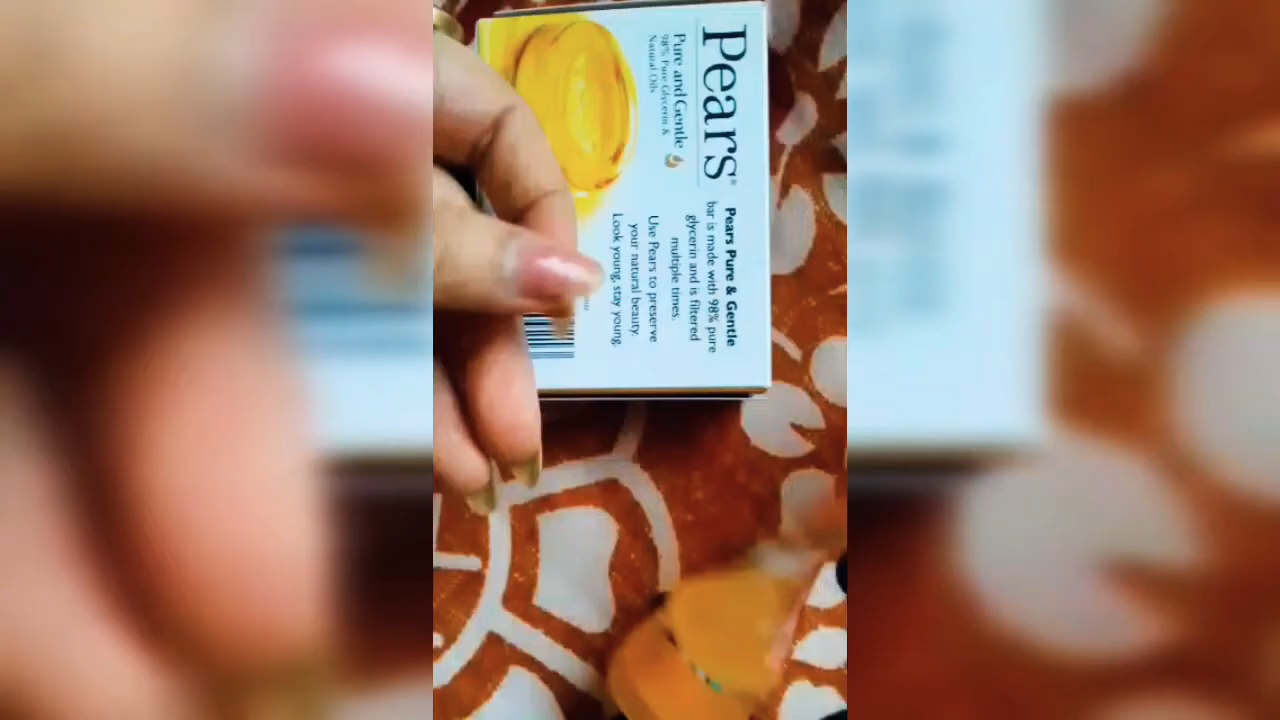 Pears®
Pure and Gentle
98% Pure Glycerin &
Natural Oils
Pears Pure & Gentle
bar is made with 98% pure
glycerin and is filtered
multiple times.
Use Pears to preserve
your natural beauty.
Look young, stay young.